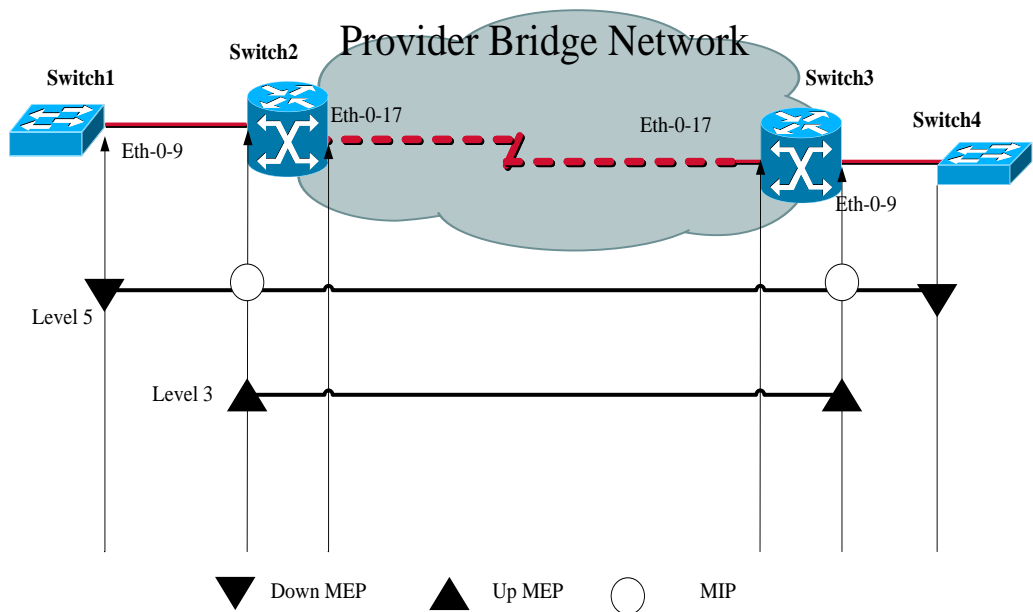 Provider Bridge Network
Switch2
Switch1
Switch3
Eth-0-17
Eth-0-17
Switch4
Eth-0-9
Eth-0-9
Level 5
Level 3
Down MEP
Up MEP
MIP